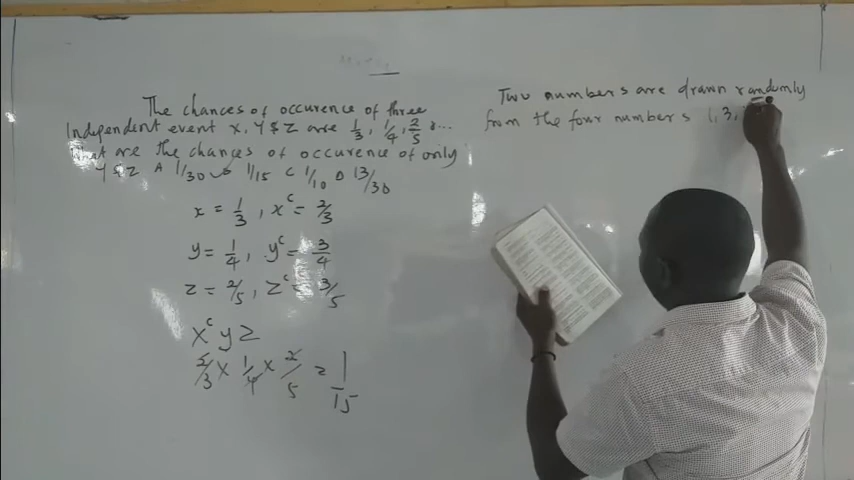 The chances of occurence of three
Independent event X, Y & Z are 1/3, 1/4, 2/5 ...
What are the chances of occurence of only
Y & Z A 1/30 B 1/15 C 1/10 D 13/30
x = 1/3, x^c = 2/3
y = 1/4, y^c = 3/4
z = 2/5, z^c = 3/5
X^c y z
2/3 x 1/4 x 2/5 = 1/15
Two numbers are drawn randomly
from the four numbers 1, 3,